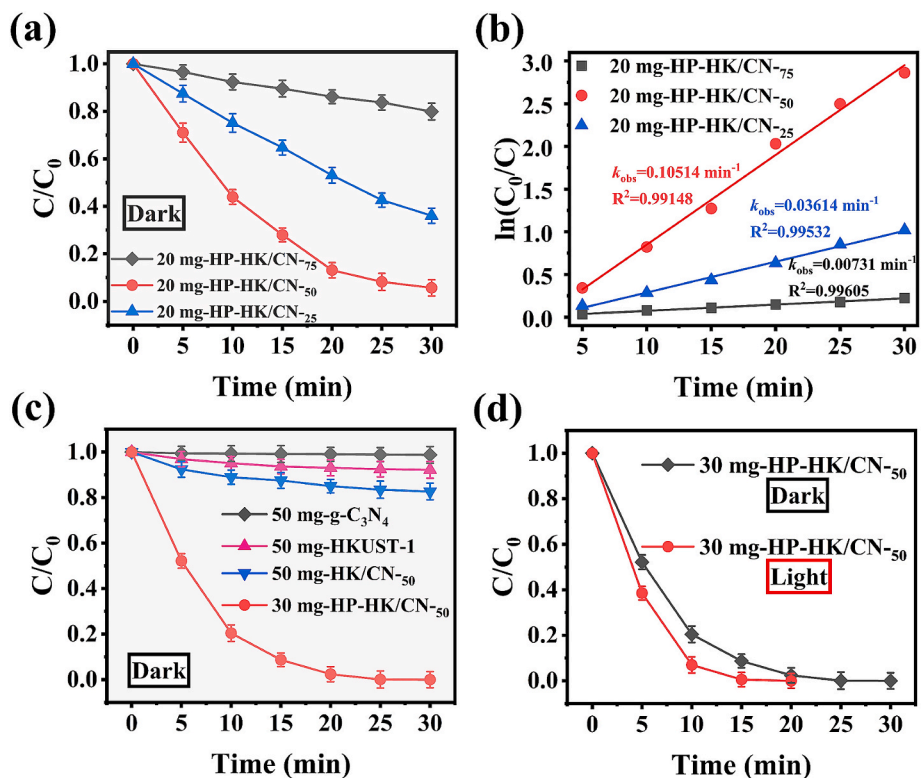 (a)
1.0
0.8
0.6
0.4
0.2
0.0
C/C₀
Dark
20 mg-HP-HK/CN-₇₅
20 mg-HP-HK/CN-₅₀
20 mg-HP-HK/CN-₂₅
0 5 10 15 20 25 30
Time (min)
(b)
3.0
2.5
2.0
1.5
1.0
0.5
0.0
ln(C₀/C)
20 mg-HP-HK/CN-₇₅
20 mg-HP-HK/CN-₅₀
20 mg-HP-HK/CN-₂₅
k_obs=0.10514 min⁻¹
R²=0.99148
k_obs=0.03614 min⁻¹
R²=0.99532
k_obs=0.00731 min⁻¹
R²=0.99605
5 10 15 20 25 30
Time (min)
(c)
1.0
0.8
0.6
0.4
0.2
0.0
C/C₀
50 mg-g-C₃N₄
50 mg-HKUST-1
50 mg-HK/CN-₅₀
30 mg-HP-HK/CN-₅₀
Dark
0 5 10 15 20 25 30
Time (min)
(d)
1.0
0.8
0.6
0.4
0.2
0.0
C/C₀
30 mg-HP-HK/CN-₅₀
Dark
30 mg-HP-HK/CN-₅₀
Light
0 5 10 15 20 25 30
Time (min)